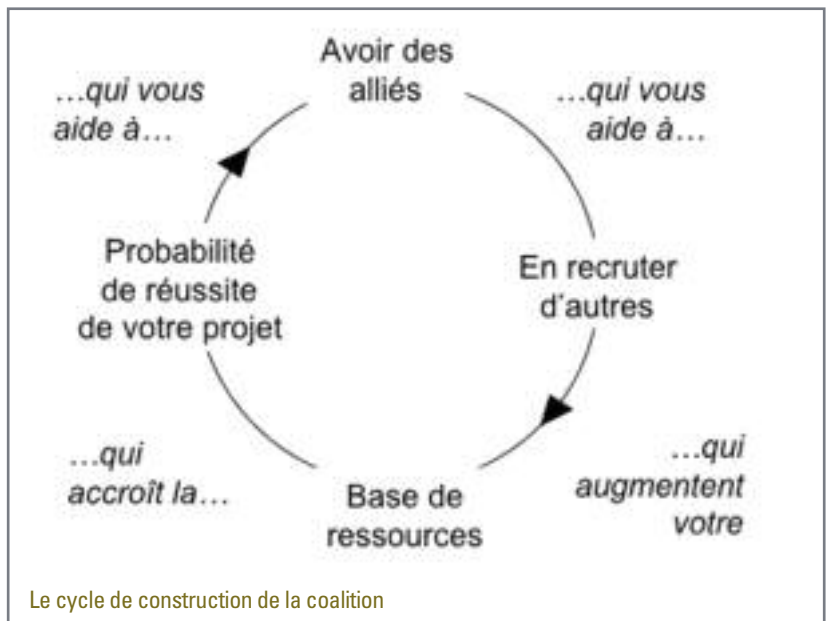 Avoir des
alliés
…qui vous
aide à…
En recruter
d'autres
…qui
augmentent
votre
Base de
ressources
…qui
accroît la…
Probabilité
de réussite
de votre projet
…qui vous
aide à…
Le cycle de construction de la coalition